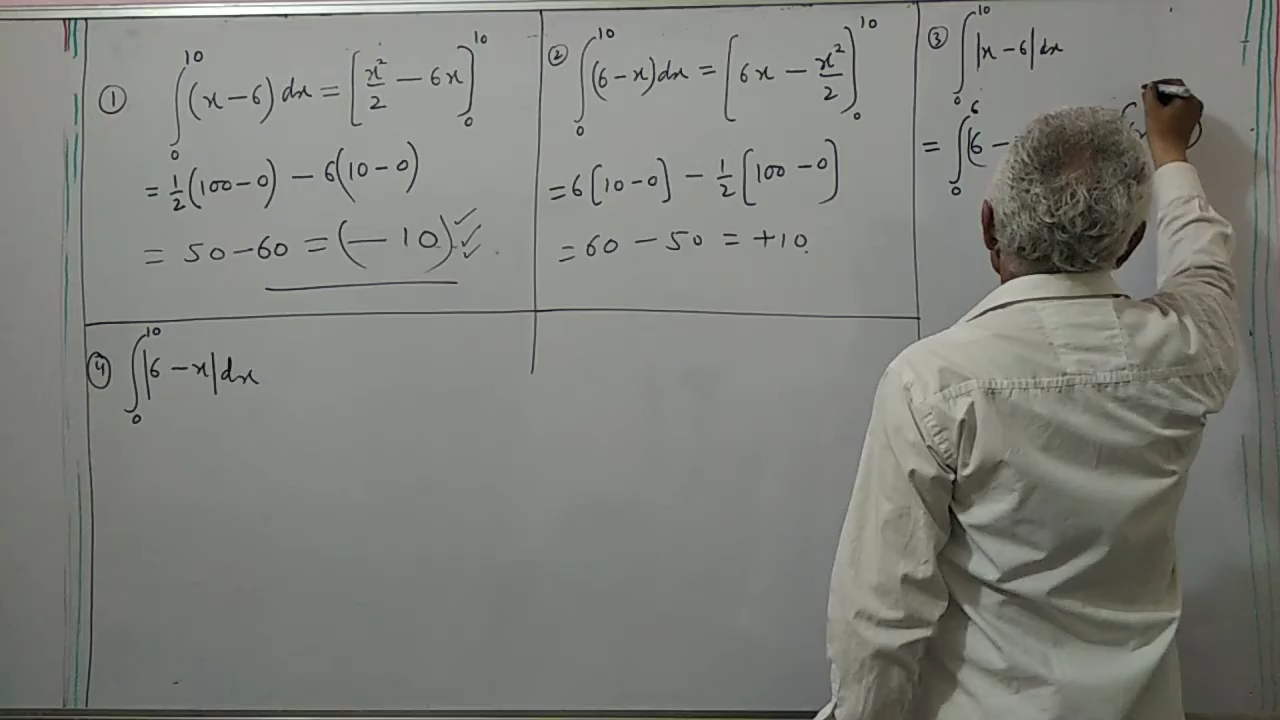 ① ∫₀¹⁰ (x – 6) dx = [x²/2 – 6x]₀¹⁰
= 1/2 (100 – 0) – 6(10 – 0)
= 50 – 60 = (– 10) ✓✓✓
② ∫₀¹⁰ (6 – x) dx = [6x – x²/2]₀¹⁰
= 6[10 – 0] – 1/2 [100 – 0]
= 60 – 50 = +10
③ ∫₀¹⁰ |x – 6| dx
= ∫₀⁶ (6 –
④ ∫₀¹⁰ |6 – x| dx